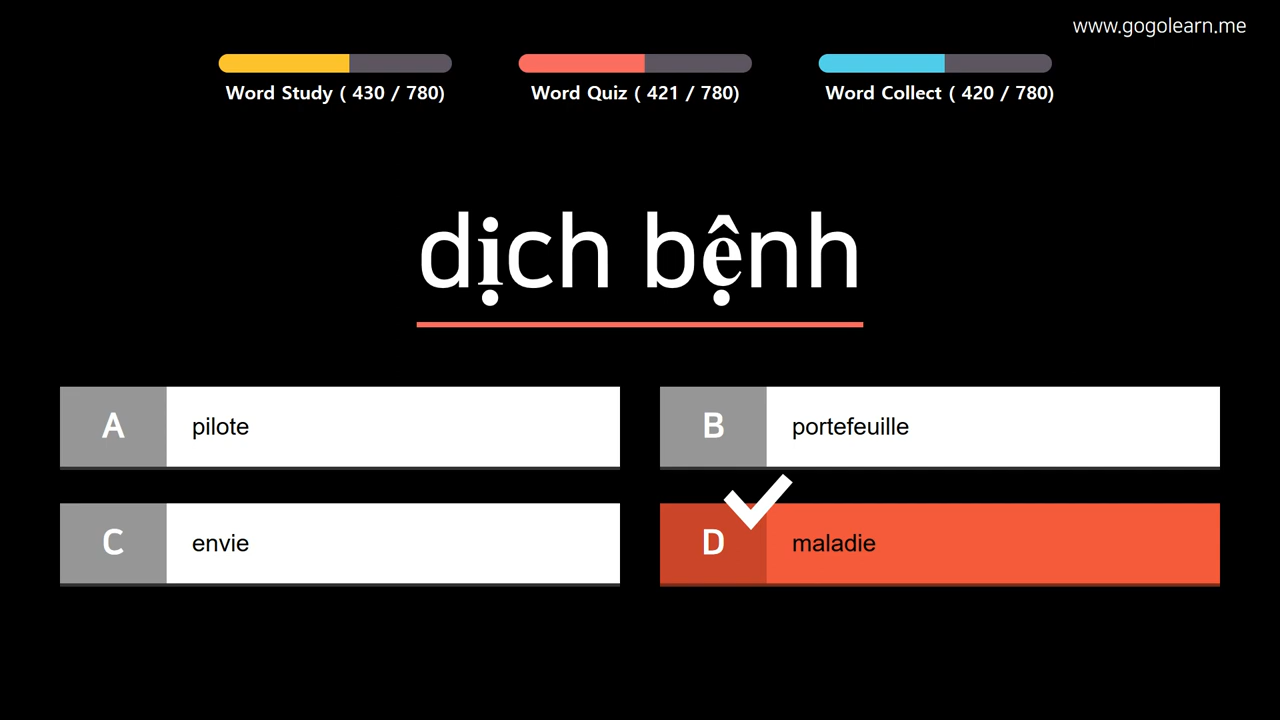 www.gogolearn.me
Word Study ( 430 / 780)
Word Quiz ( 421 / 780)
Word Collect ( 420 / 780)
dịch bệnh
A pilote
B portefeuille
C envie
D maladie